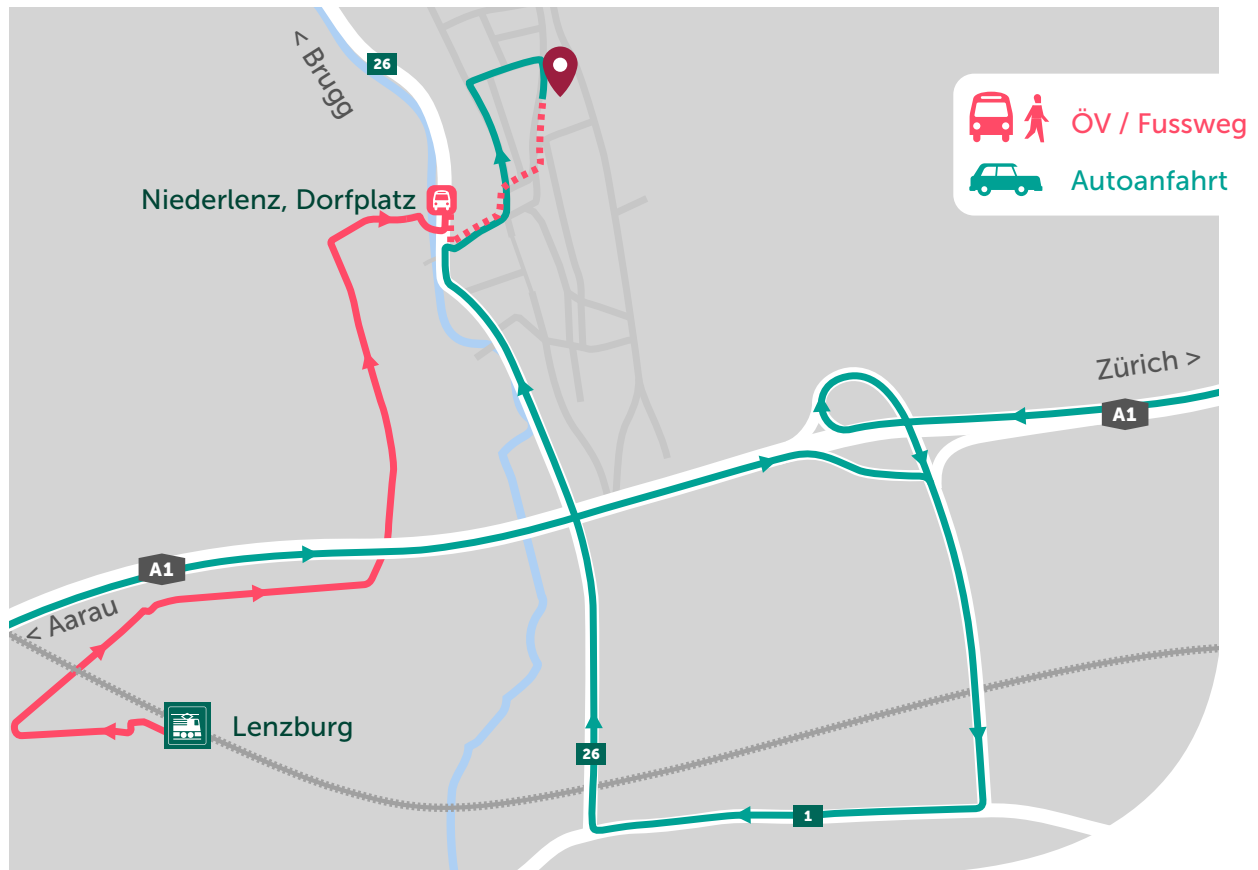 < Brugg
26
ÖV / Fussweg
Autoanfahrt
Niederlenz, Dorfplatz
Zürich >
A1
A1
< Aarau
Lenzburg
26
1